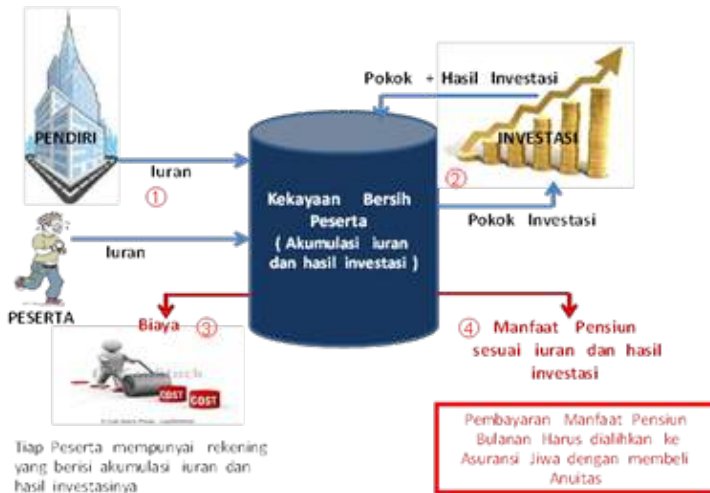 PENDIRI
Iuran
①
PESERTA
Iuran
Kekayaan Bersih
Peserta
( Akumulasi iuran
dan hasil investasi )
Pokok + Hasil Investasi
INVESTASI
②
Pokok Investasi
Biaya ③
COST
COST
Tiap Peserta mempunyai rekening
yang berisi akumulasi iuran dan
hasil investasinya
④ Manfaat Pensiun
sesuai iuran dan hasil
investasi
Pembayaran Manfaat Pensiun
Bulanan Harus dialihkan ke
Asuransi Jiwa dengan membeli
Anuitas